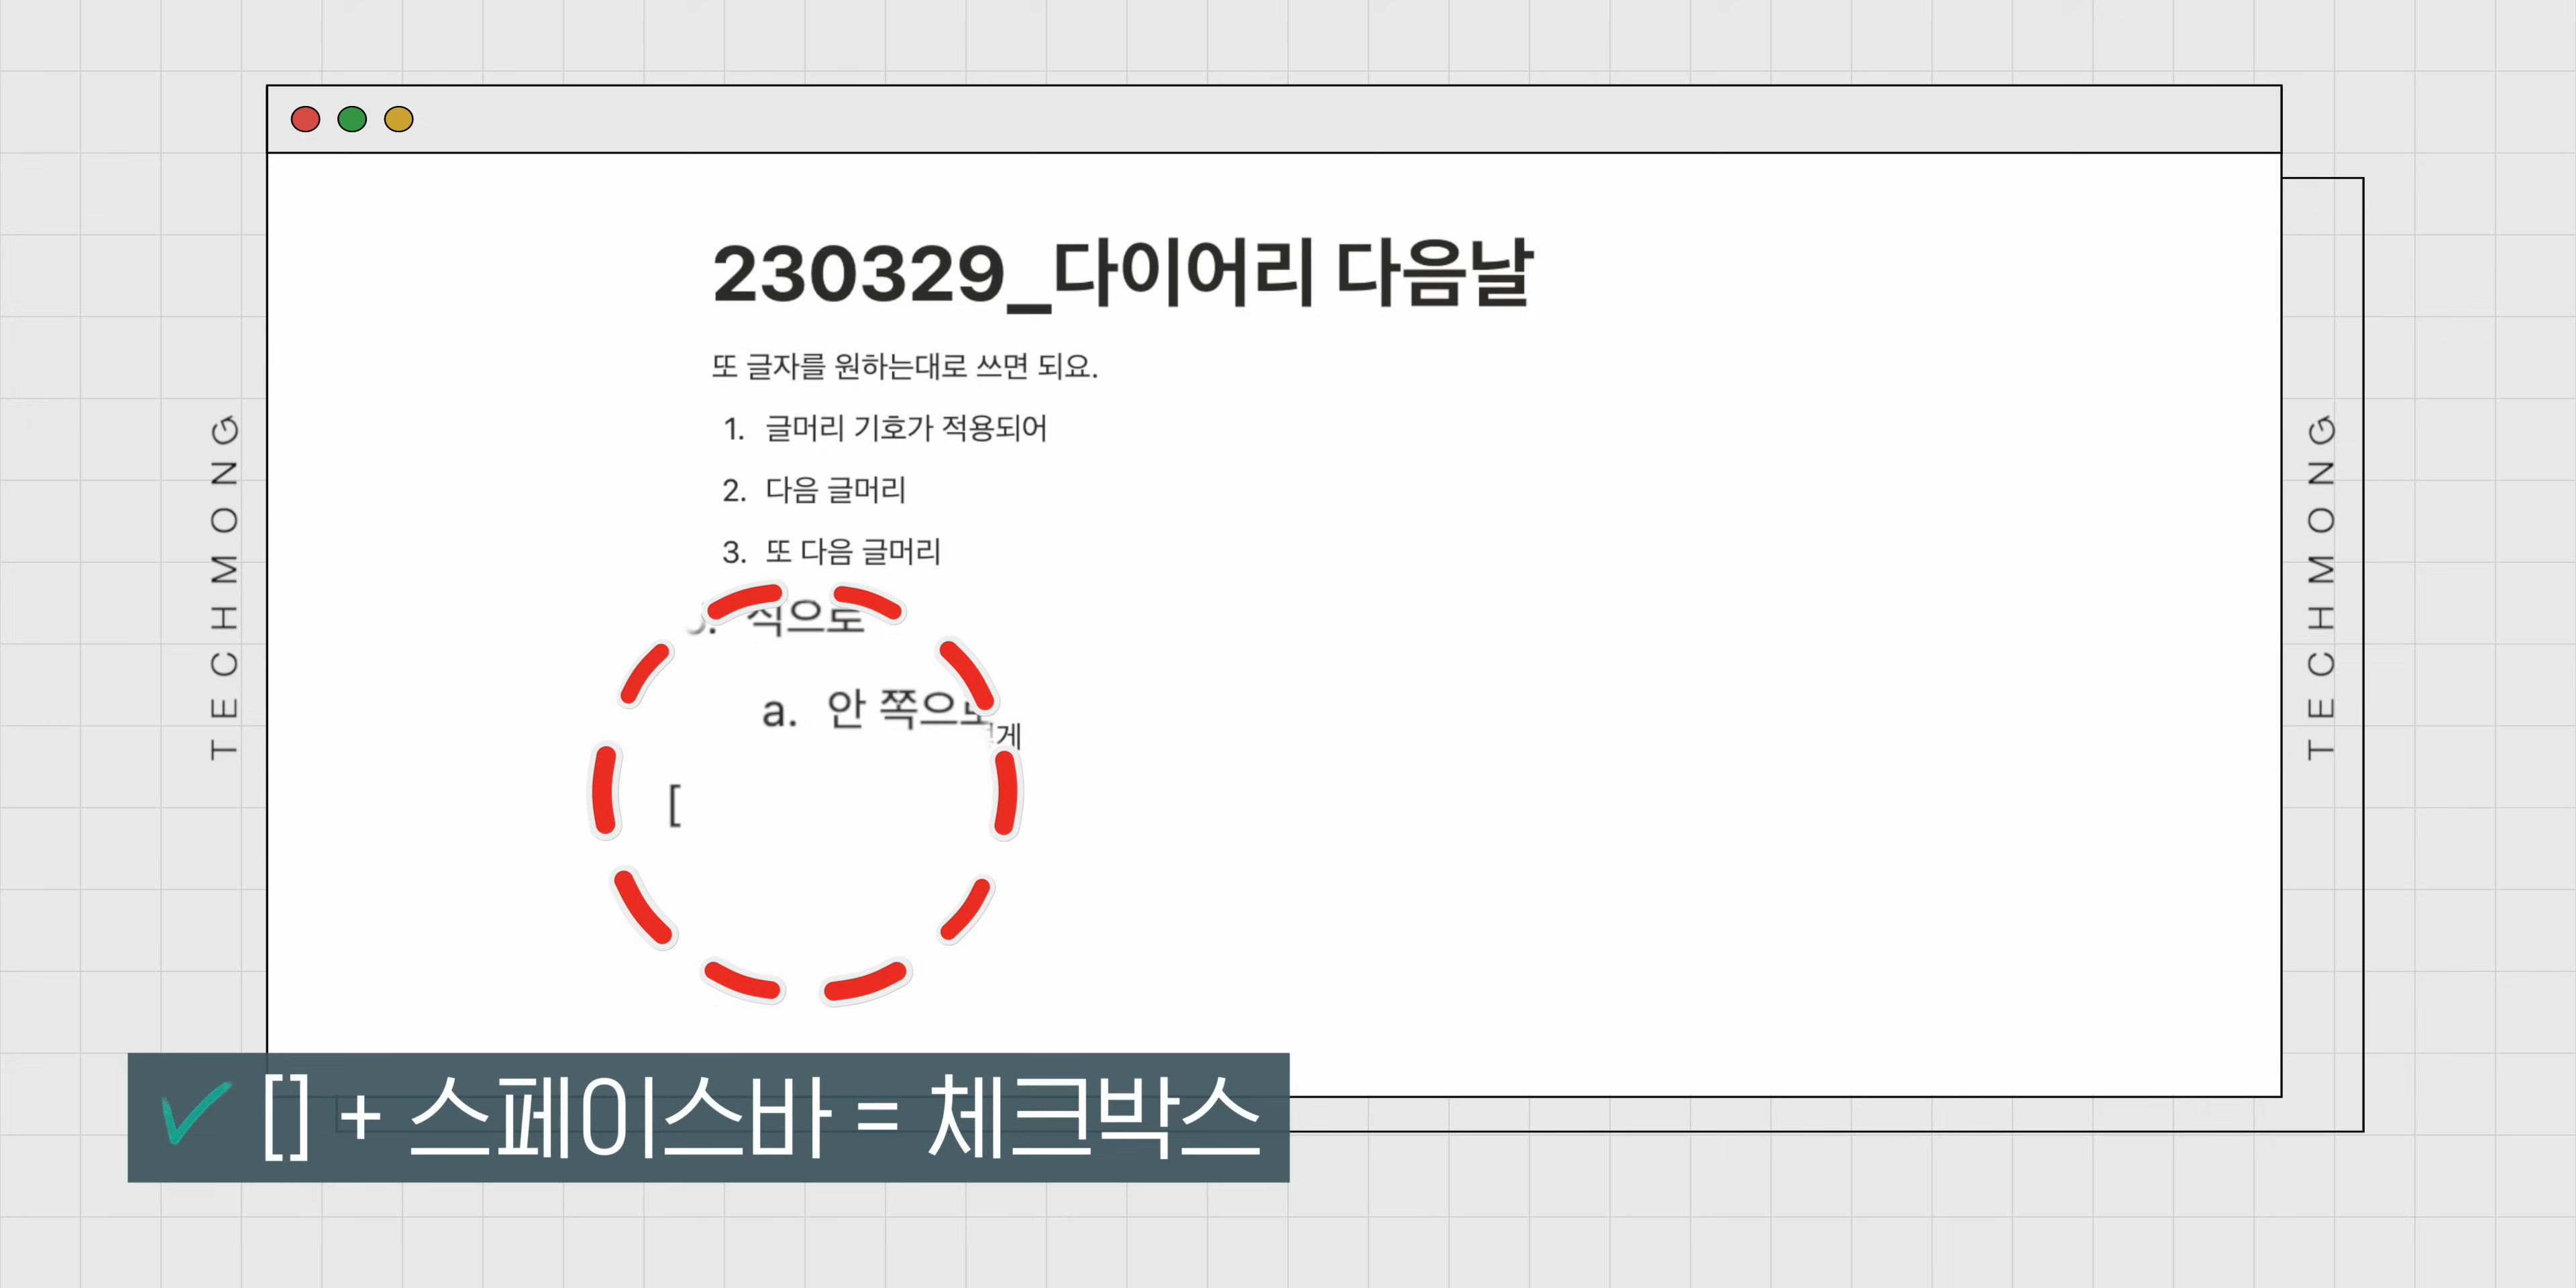 230329_다이어리 다음날
또 글자를 원하는대로 쓰면 되요.
1. 글머리 기호가 적용되어
2. 다음 글머리
3. 또 다음 글머리
a. 안 쪽으로
[
TECHMONG
TECHMONG
[] + 스페이스바 = 체크박스